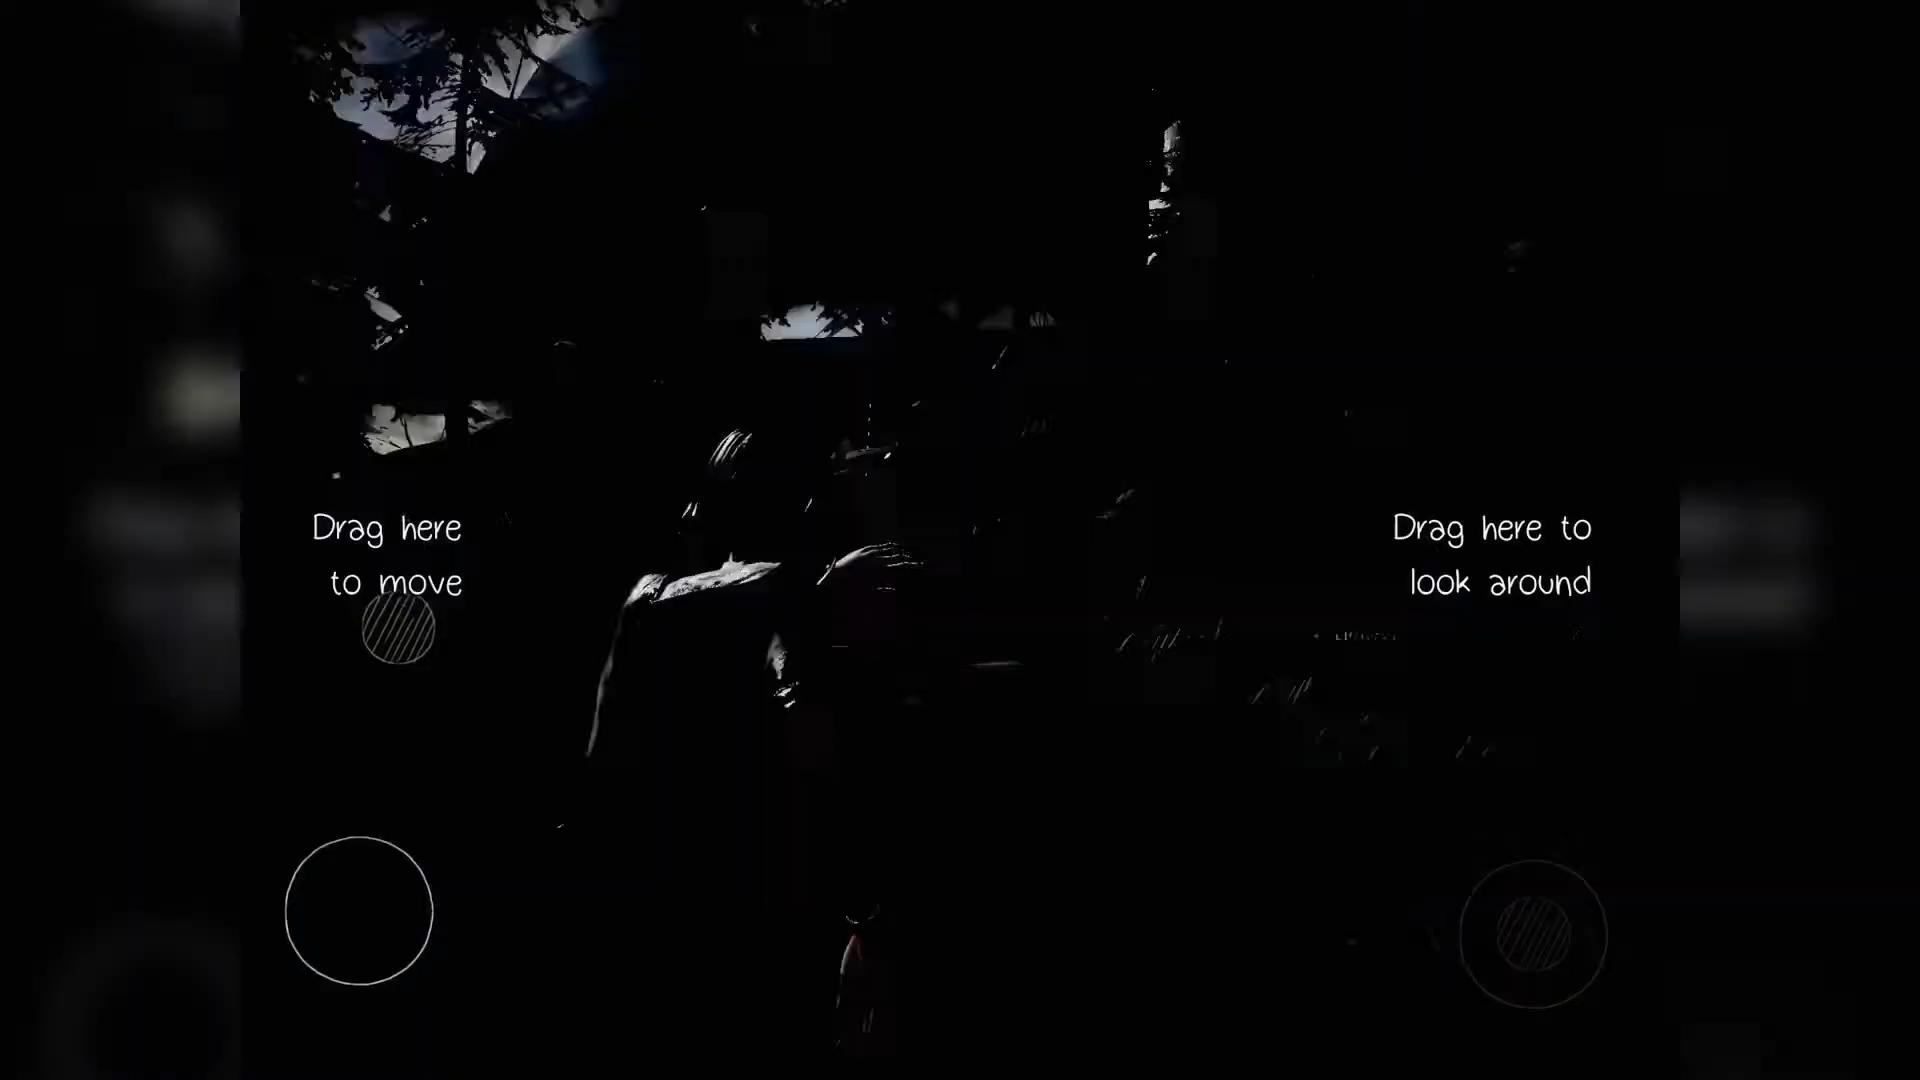 Drag here
to move
Drag here to
look around